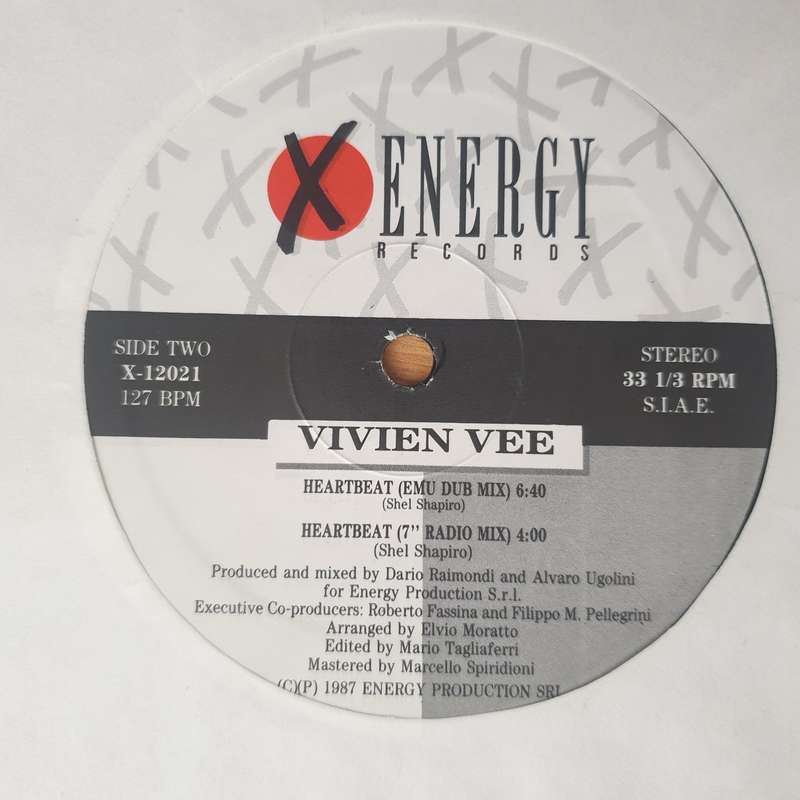 X ENERGY
RECORDS
SIDE TWO
X-12021
127 BPM
STEREO
33 1/3 RPM
S.I.A.E.
VIVIEN VEE
HEARTBEAT (EMU DUB MIX) 6:40
(Shel Shapiro)
HEARTBEAT (7" RADIO MIX) 4:00
(Shel Shapiro)
Produced and mixed by Dario Raimondi and Alvaro Ugolini
for Energy Production S.r.l.
Executive Co-producers: Roberto Fassina and Filippo M. Pellegrini
Arranged by Elvio Moratto
Edited by Mario Tagliaferri
Mastered by Marcello Spiridioni
(C)(P) 1987 ENERGY PRODUCTION SRL